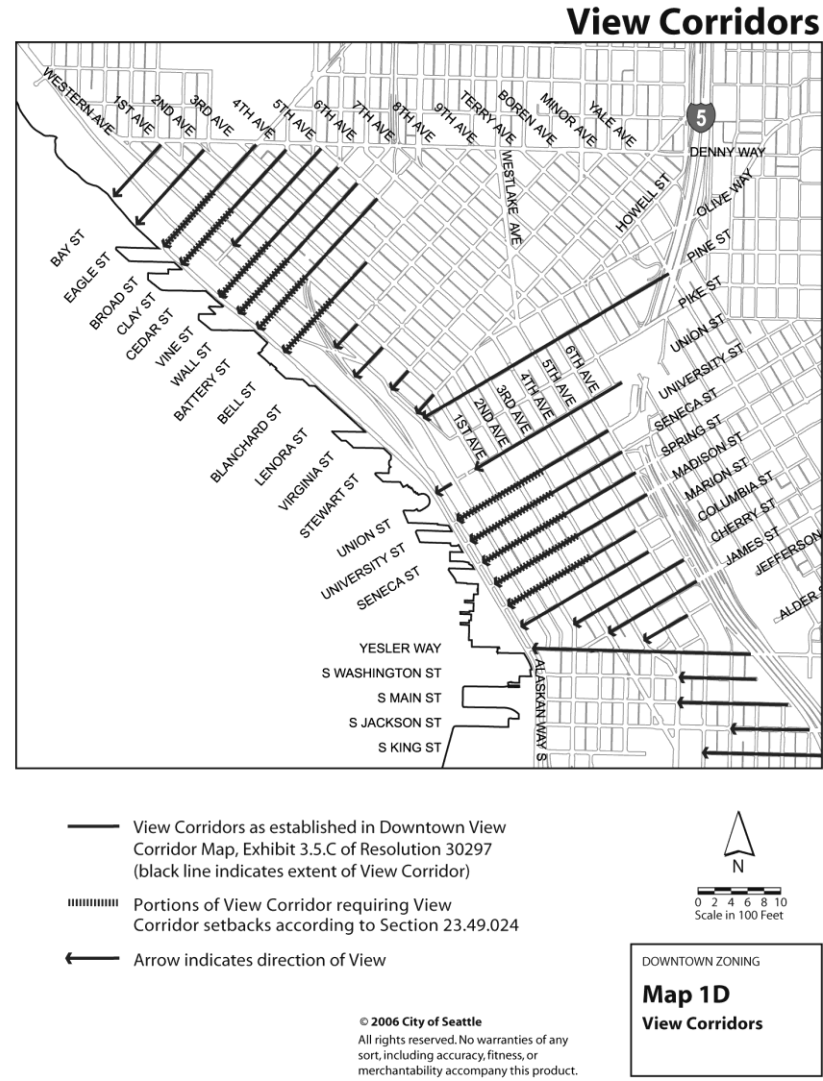 View Corridors
WESTERN AVE
1ST AVE
2ND AVE
3RD AVE
4TH AVE
5TH AVE
6TH AVE
7TH AVE
8TH AVE
9TH AVE
TERRY AVE
BOREN AVE
MINOR AVE
YALE AVE
5
DENNY WAY
WESTLAKE AVE
HOWELL ST
OLIVE WAY
PINE ST
PIKE ST
UNION ST
UNIVERSITY ST
SENECA ST
SPRING ST
MADISON ST
MARION ST
COLUMBIA ST
CHERRY ST
JAMES ST
JEFFERSON
ALDER S
6TH AVE
5TH AVE
4TH AVE
3RD AVE
2ND AVE
1ST AVE
BAY ST
EAGLE ST
BROAD ST
CLAY ST
CEDAR ST
VINE ST
WALL ST
BATTERY ST
BELL ST
BLANCHARD ST
LENORA ST
VIRGINIA ST
STEWART ST
UNION ST
UNIVERSITY ST
SENECA ST
YESLER WAY
S WASHINGTON ST
S MAIN ST
S JACKSON ST
S KING ST
ALASKAN WAY S
View Corridors as established in Downtown View
Corridor Map, Exhibit 3.5.C of Resolution 30297
(black line indicates extent of View Corridor)
Portions of View Corridor requiring View
Corridor setbacks according to Section 23.49.024
Arrow indicates direction of View
N
0 2 4 6 8 10
Scale in 100 Feet
DOWNTOWN ZONING
Map 1D
View Corridors
© 2006 City of Seattle
All rights reserved. No warranties of any
sort, including accuracy, fitness, or
merchantability accompany this product.